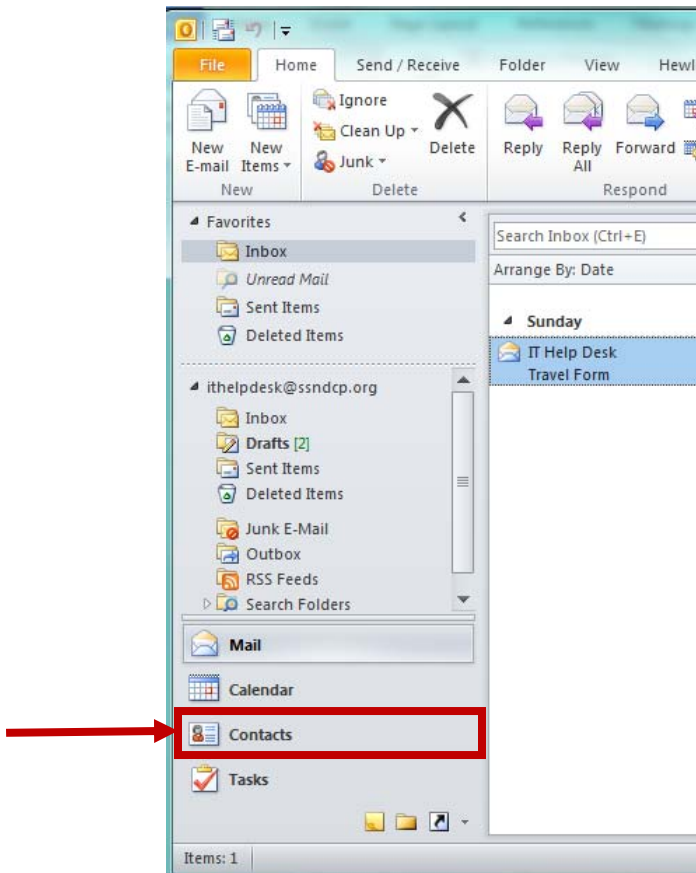 File Home Send / Receive Folder View Hewl
Ignore
Clean Up
Junk
New E-mail
New Items
Delete
Reply
Reply All
Forward
New Delete Respond
Favorites
Inbox
Unread Mail
Sent Items
Deleted Items
ithelpdesk@ssndcp.org
Inbox
Drafts [2]
Sent Items
Deleted Items
Junk E-Mail
Outbox
RSS Feeds
Search Folders
Mail
Calendar
Contacts
Tasks
Items: 1
Search Inbox (Ctrl+E)
Arrange By: Date
Sunday
IT Help Desk
Travel Form